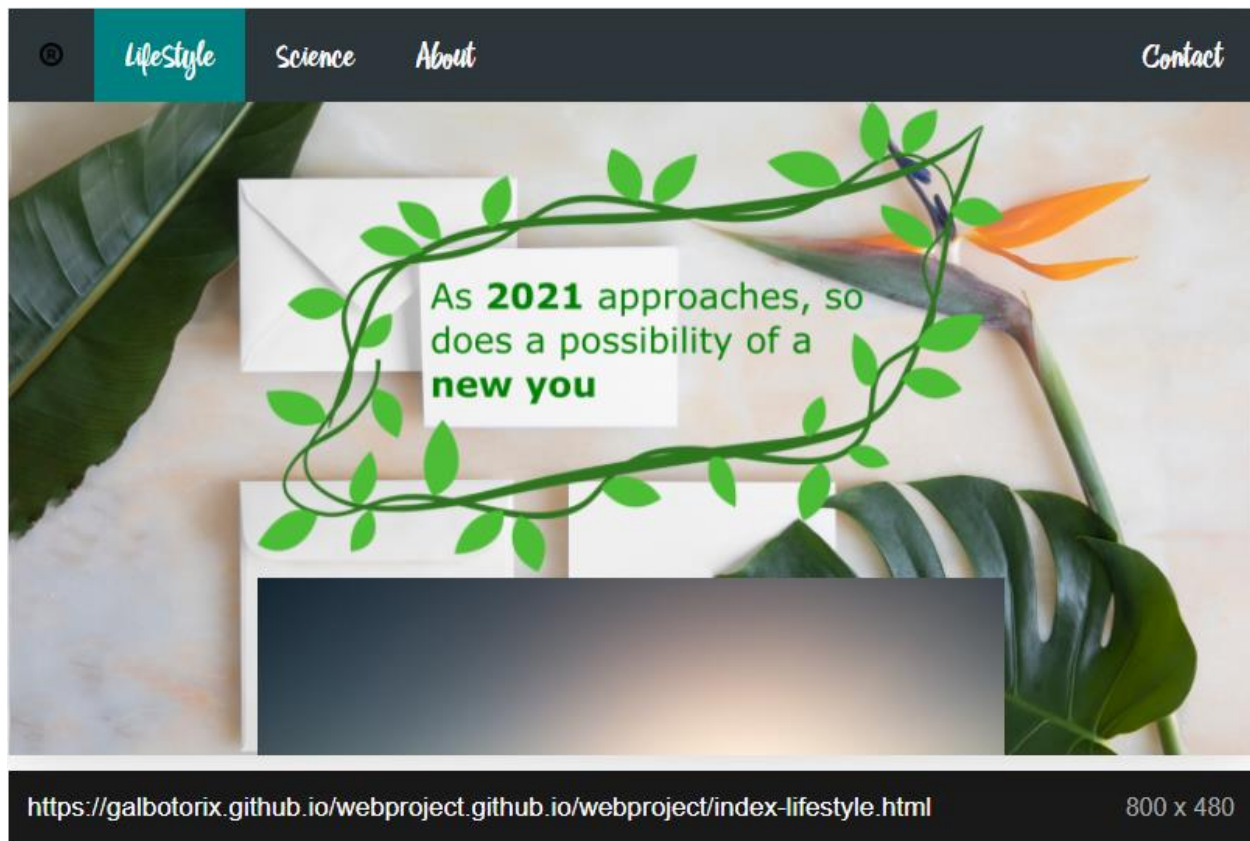 ® LifeStyle Science About Contact
As 2021 approaches, so
does a possibility of a
new you
https://galbotorix.github.io/webproject.github.io/webproject/index-lifestyle.html 800 x 480